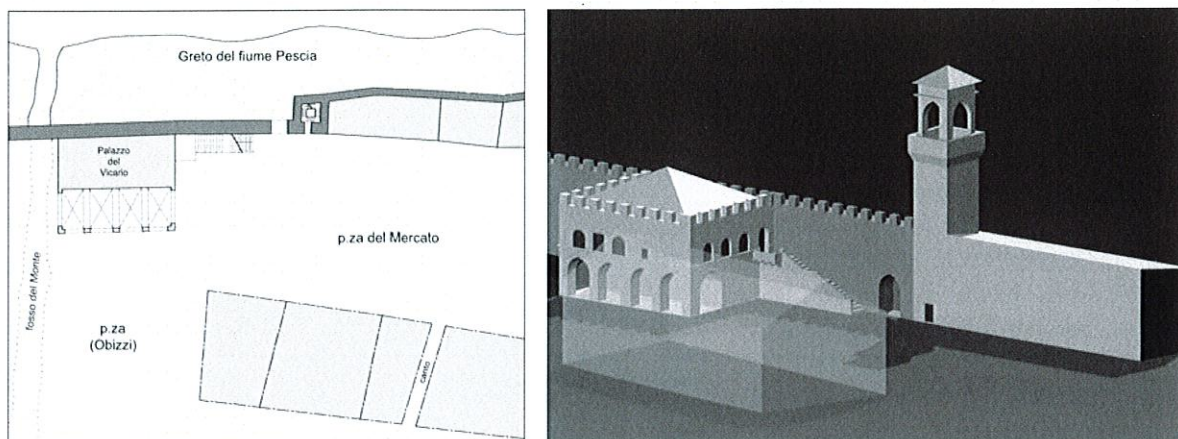 Greto del fiume Pescia
Palazzo
del
Vicario
p.za del Mercato
fosso del Monte
p.za
(Obizzi)
canto